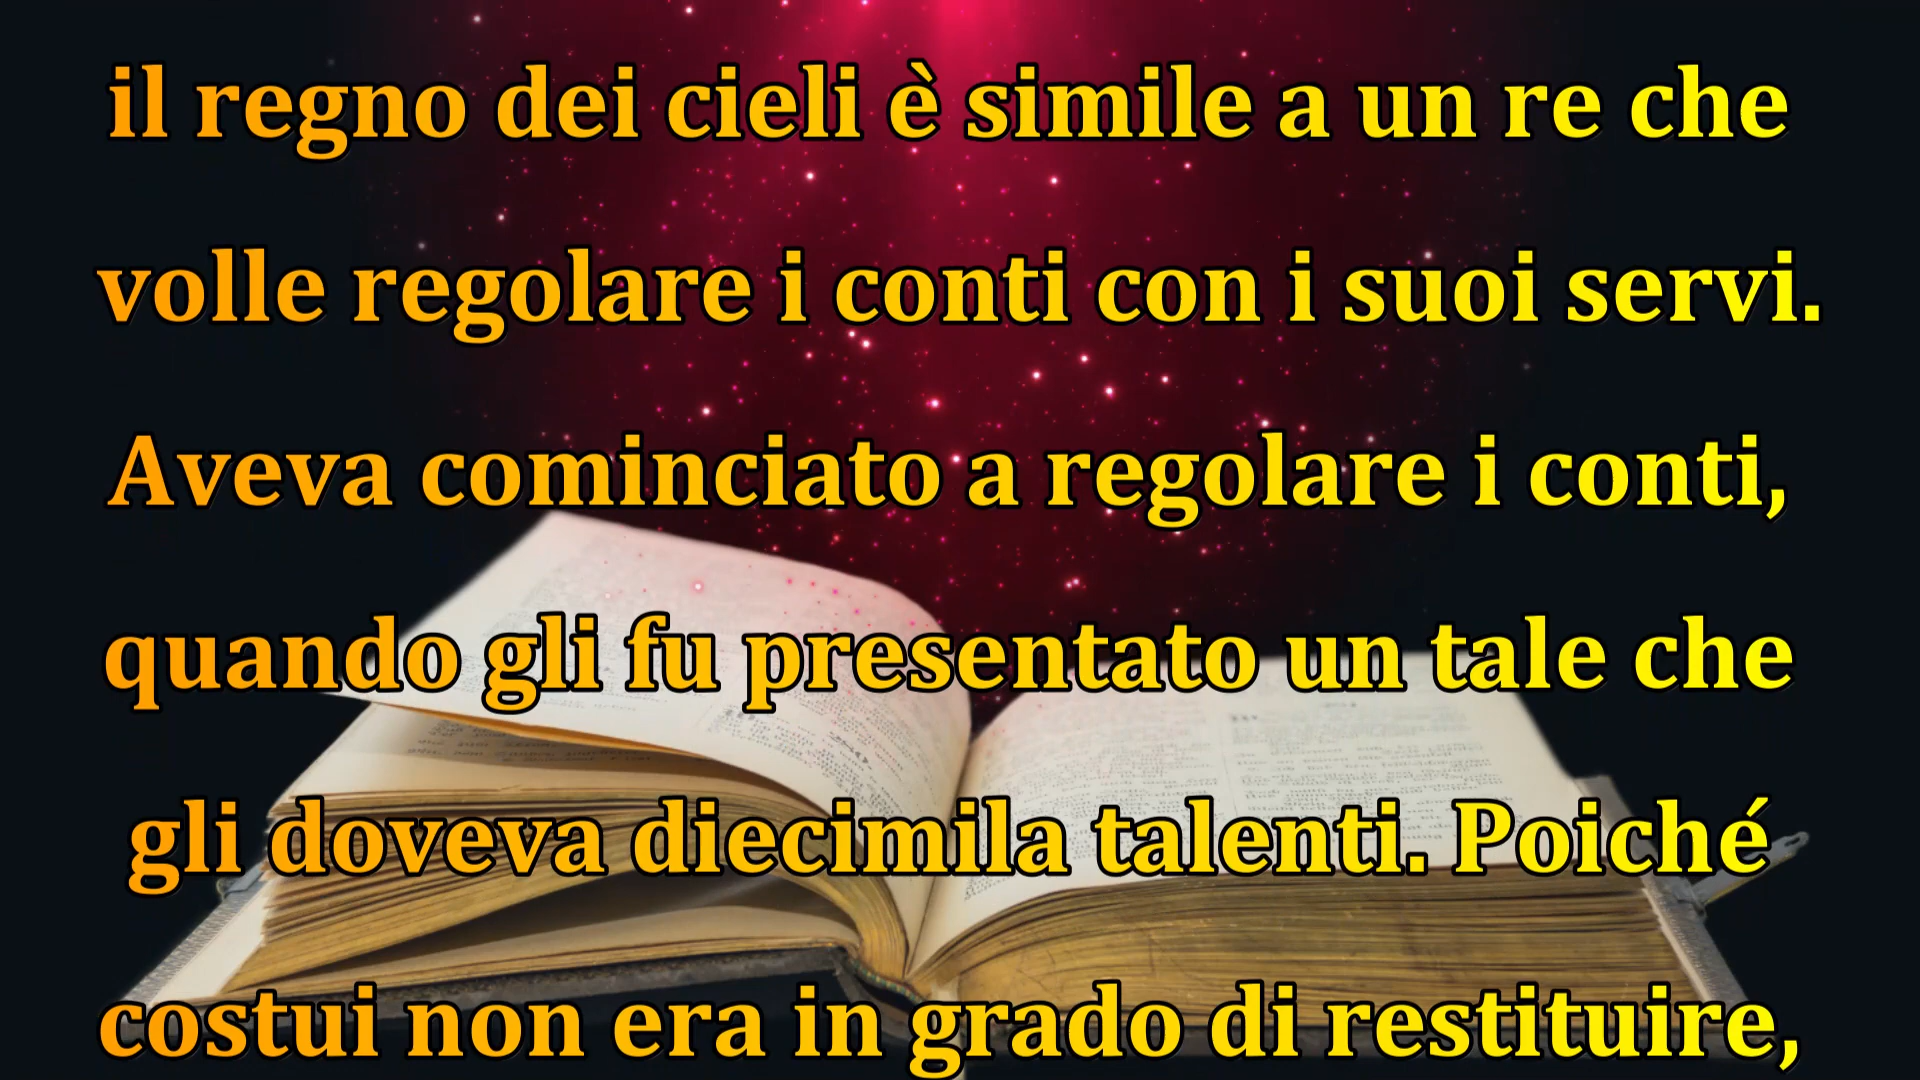 il regno dei cieli è simile a un re che
volle regolare i conti con i suoi servi.
Aveva cominciato a regolare i conti,
quando gli fu presentato un tale che
gli doveva diecimila talenti. Poiché
costui non era in grado di restituire,